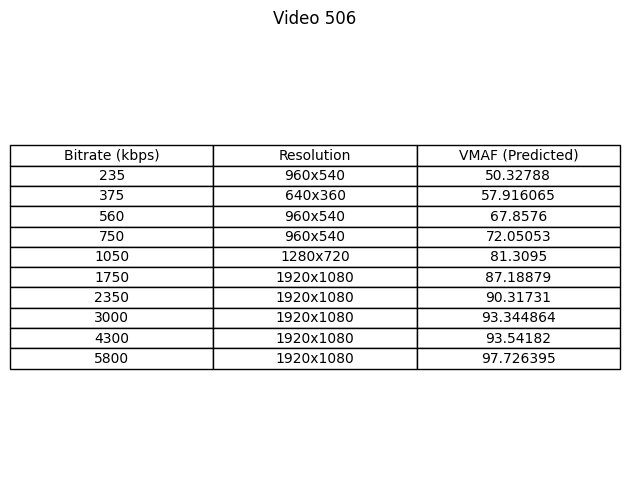 Video 506
Bitrate (kbps) Resolution VMAF (Predicted)
235 960x540 50.32788
375 640x360 57.916065
560 960x540 67.8576
750 960x540 72.05053
1050 1280x720 81.3095
1750 1920x1080 87.18879
2350 1920x1080 90.31731
3000 1920x1080 93.344864
4300 1920x1080 93.54182
5800 1920x1080 97.726395